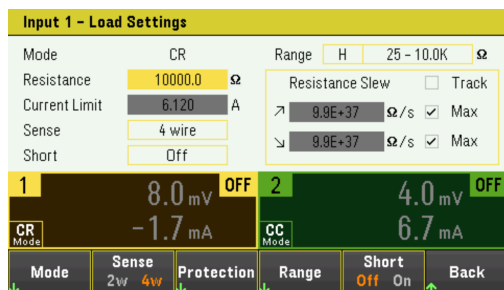 Input 1 – Load Settings
Mode CR Range H 25 – 10.0K Ω
Resistance 10000.0 Ω Resistance Slew Track
Current Limit 6.120 A ↗ 9.9E+37 Ω/s ✓ Max
Sense 4 wire ↘ 9.9E+37 Ω/s ✓ Max
Short Off
1 8.0 mV OFF 2 4.0 mV OFF
CR Mode −1.7 mA CC Mode 6.7 mA
Mode Sense 2w 4w Protection Range Short Off On Back